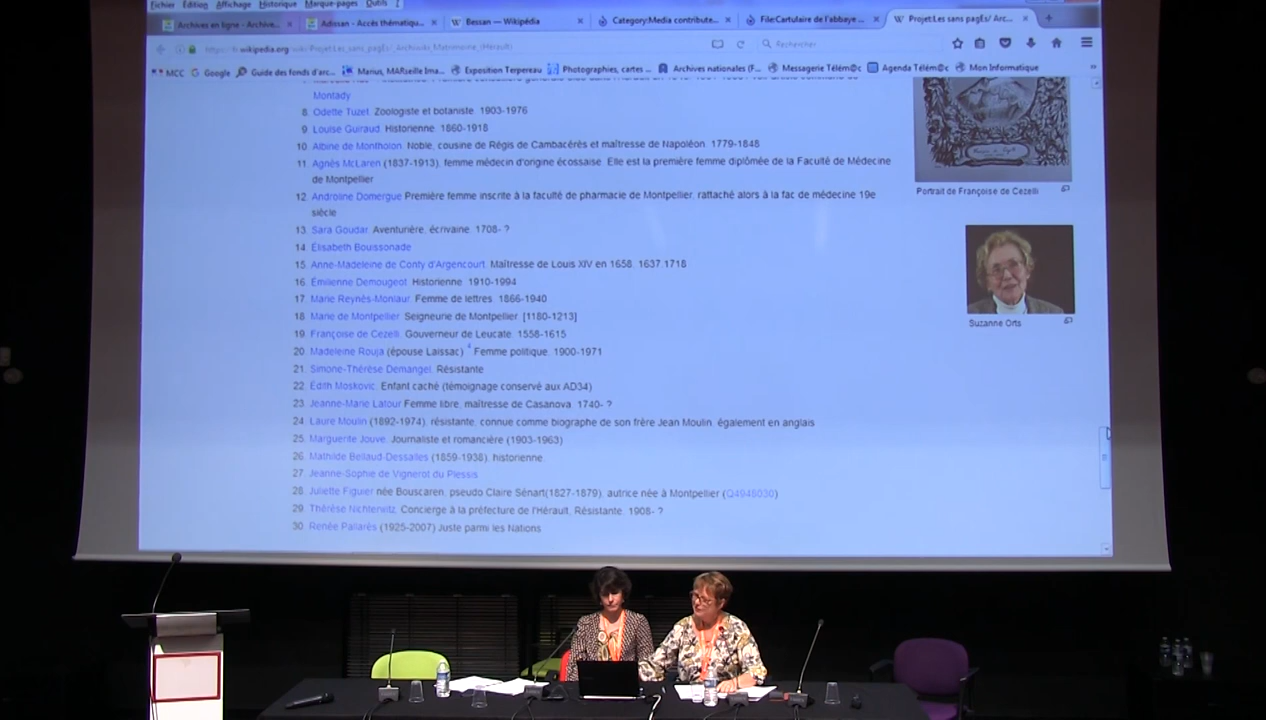 Fichier Édition Affichage Historique Marque-pages Outils
Archives en ligne - Archive...
Adissan - Accès thématiqu...
Bessan — Wikipédia
Category:Media contribute...
File:Cartulaire de l'abbaye ...
Projet:Les sans pagEs/ Arc...
wikipedia.org
Rechercher
MCC
Google
Guide des fonds d'arc...
Marius, MARseille Ima...
Exposition Terpereau
Photographies, cartes ...
Archives nationales (F...
Messagerie Télém@c
Agenda Télém@c
Mon Informatique
Montady
8. Odette Tuzet. Zoologiste et botaniste. 1903-1976
9. Louise Guiraud. Historienne. 1860-1918
10. Albine de Montholon. Noble, cousine de Régis de Cambacérès et maîtresse de Napoléon. 1779-1848
11. Agnès McLaren (1837-1913), femme médecin d'origine écossaise. Elle est la première femme diplômée de la Faculté de Médecine
de Montpellier
12. Androline Domergue Première femme inscrite à la faculté de pharmacie de Montpellier, rattaché alors à la fac de médecine 19e
siècle
13. Sara Goudar. Aventurière, écrivaine. 1708- ?
14. Élisabeth Bouissonade
15. Anne-Madeleine de Conty d'Argencourt. Maîtresse de Louis XIV en 1658. 1637 1718
16. Émilienne Demougeot. Historienne. 1910-1994
17. Marie Reynès-Monlaur. Femme de lettres. 1866-1940
18. Marie de Montpellier. Seigneurie de Montpellier. [1180-1213]
19. Françoise de Cezelli. Gouverneur de Leucate. 1558-1615
20. Madeleine Rouja (épouse Laissac) Femme politique. 1900-1971
21. Simone-Thérèse Demangel. Résistante
22. Édith Moskovic. Enfant caché (témoignage conservé aux AD34)
23. Jeanne-Marie Latour Femme libre, maîtresse de Casanova. 1740- ?
24. Laure Moulin (1892-1974), résistante, connue comme biographe de son frère Jean Moulin, également en anglais
25. Marguerite Jouve. Journaliste et romancière (1903-1963)
26. Mathilde Bellaud-Dessalles (1859-1938), historienne.
27. Jeanne-Sophie de Vignerot du Plessis
28. Juliette Figuier née Bouscaren, pseudo Claire Sénart(1827-1879), autrice née à Montpellier (Q4946030)
29. Thérèse Nichterwitz. Concierge à la préfecture de l'Hérault, Résistante. 1908- ?
30. Renée Pallarès (1925-2007) Juste parmi les Nations
Portrait de Françoise de Cezelli
Suzanne Orts